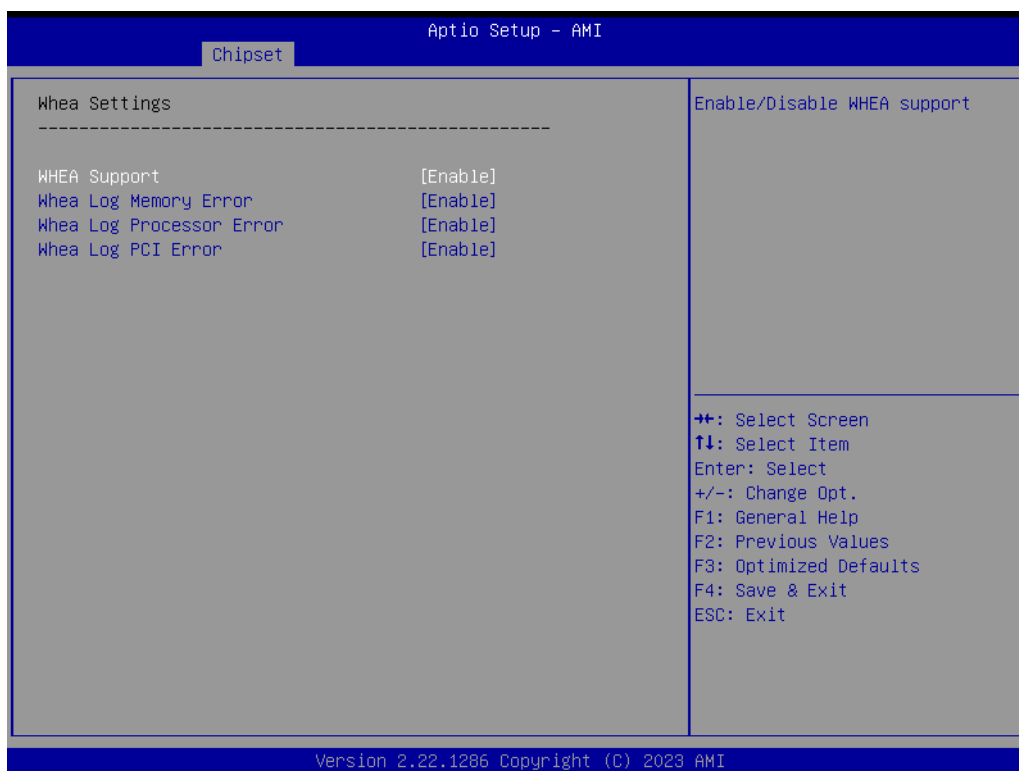 Aptio Setup - AMI
Chipset
Whea Settings
--------------------------------------------------
WHEA Support [Enable]
Whea Log Memory Error [Enable]
Whea Log Processor Error [Enable]
Whea Log PCI Error [Enable]
Enable/Disable WHEA support
→←: Select Screen
↑↓: Select Item
Enter: Select
+/-: Change Opt.
F1: General Help
F2: Previous Values
F3: Optimized Defaults
F4: Save & Exit
ESC: Exit
Version 2.22.1286 Copyright (C) 2023 AMI